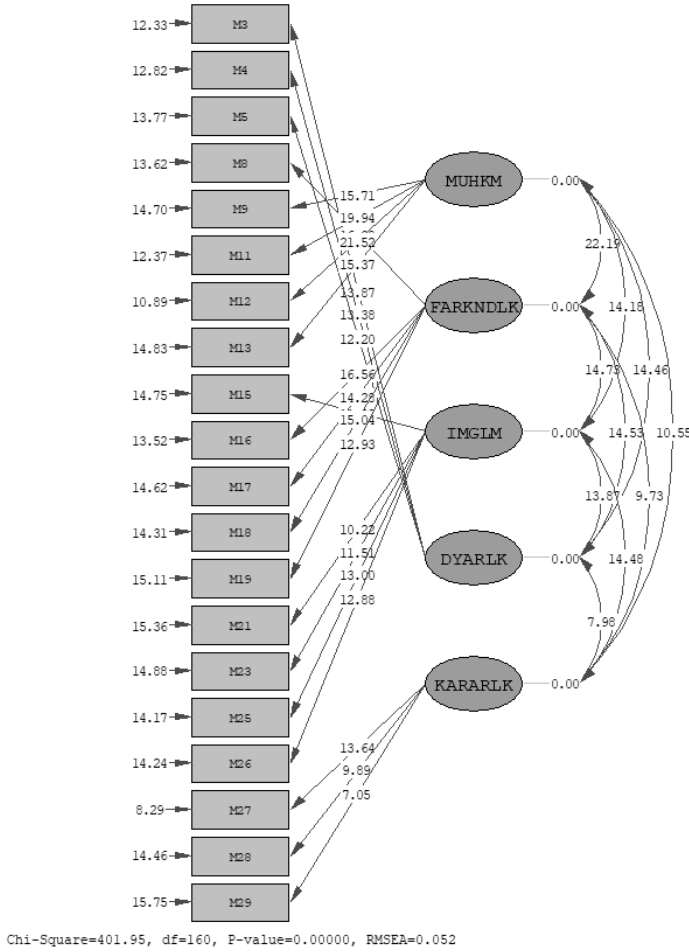 12.33 M3
12.82 M4
13.77 M5
13.62 M8
MUHKM 0.00
14.70 M9
15.71
19.94
12.37 M11
21.52
22.19
15.37
10.89 M12
13.87
FARKNDLK 0.00
14.18
13.38
14.83 M13
12.20
16.56
14.73
14.46
14.75 M15
14.28
15.04
13.52 M16
IMGLM 0.00
14.53
10.55
12.93
14.62 M17
13.87
9.73
14.31 M18
10.22
11.51
DYARLK 0.00
14.48
15.11 M19
13.00
12.88
15.36 M21
7.98
14.88 M23
KARARLK 0.00
14.17 M25
14.24 M26
13.64
9.89
7.05
8.29 M27
14.46 M28
15.75 M29
Chi-Square=401.95, df=160, P-value=0.00000, RMSEA=0.052